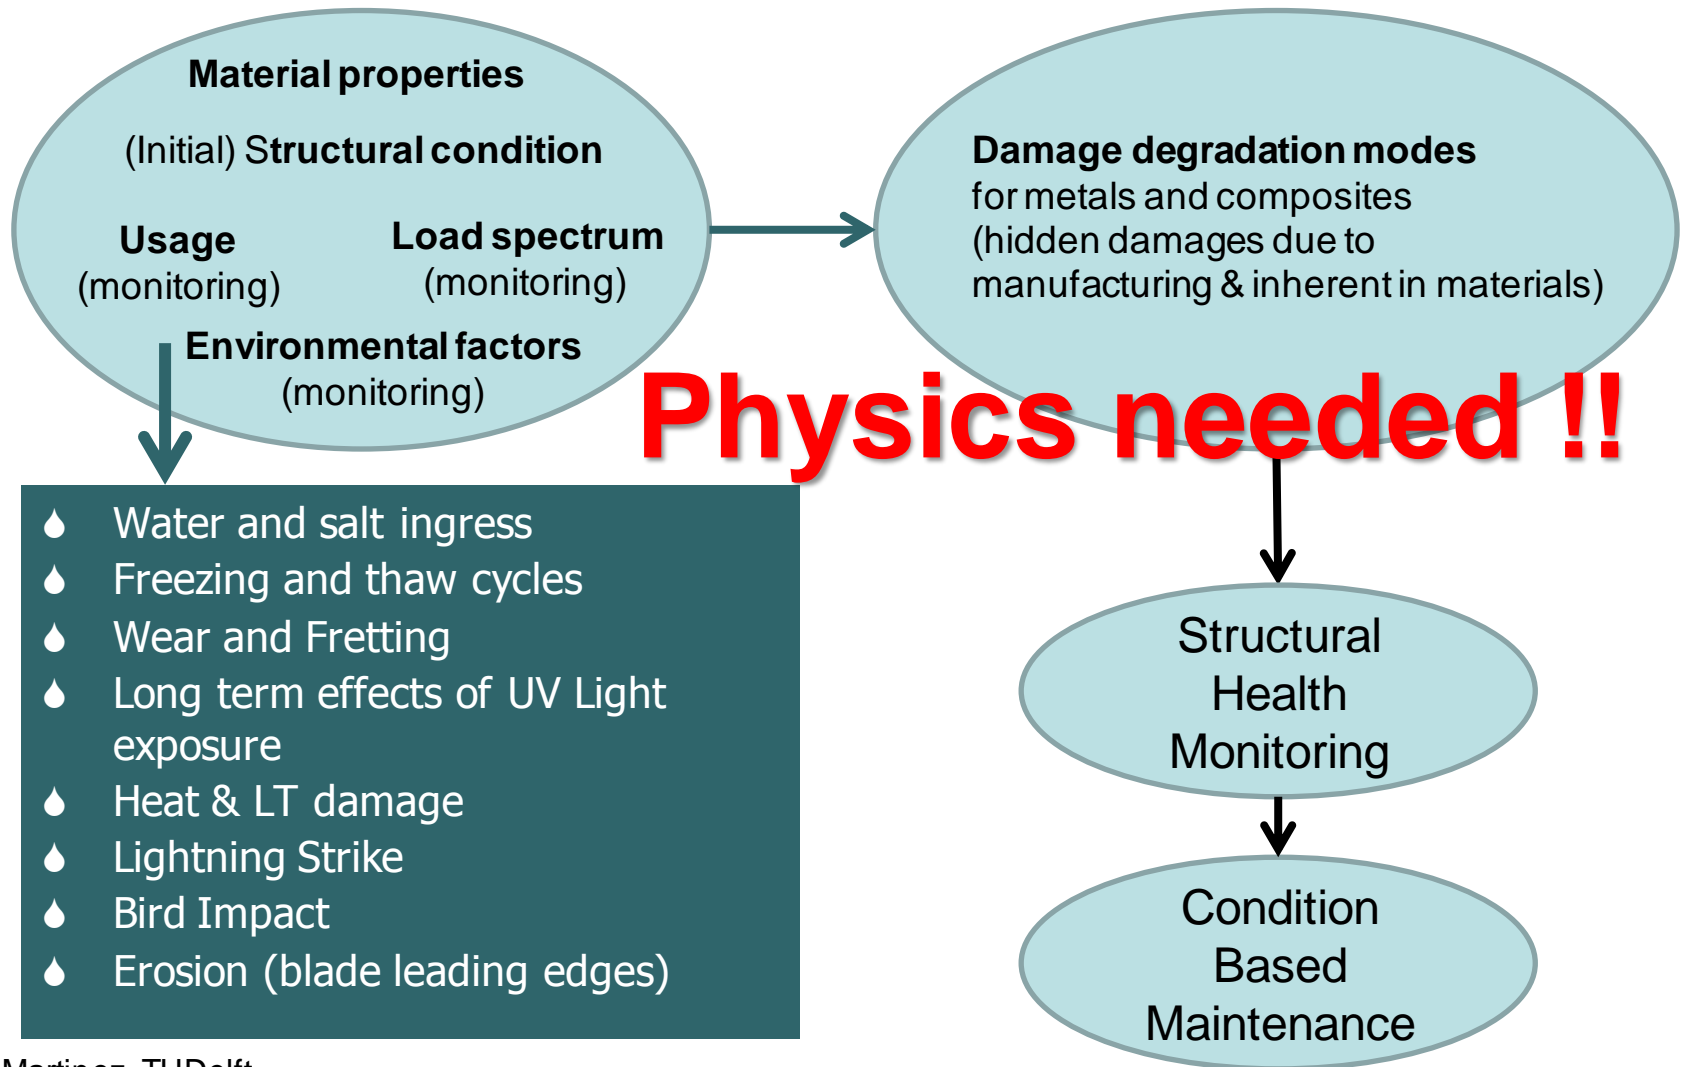 Material properties
(Initial) Structural condition
Usage
(monitoring)
Load spectrum
(monitoring)
Environmental factors
(monitoring)
Damage degradation modes
for metals and composites
(hidden damages due to
manufacturing & inherent in materials)
Physics needed !!
Water and salt ingress
Freezing and thaw cycles
Wear and Fretting
Long term effects of UV Light
exposure
Heat & LT damage
Lightning Strike
Bird Impact
Erosion (blade leading edges)
Structural
Health
Monitoring
Condition
Based
Maintenance
Martinez, TUDelft